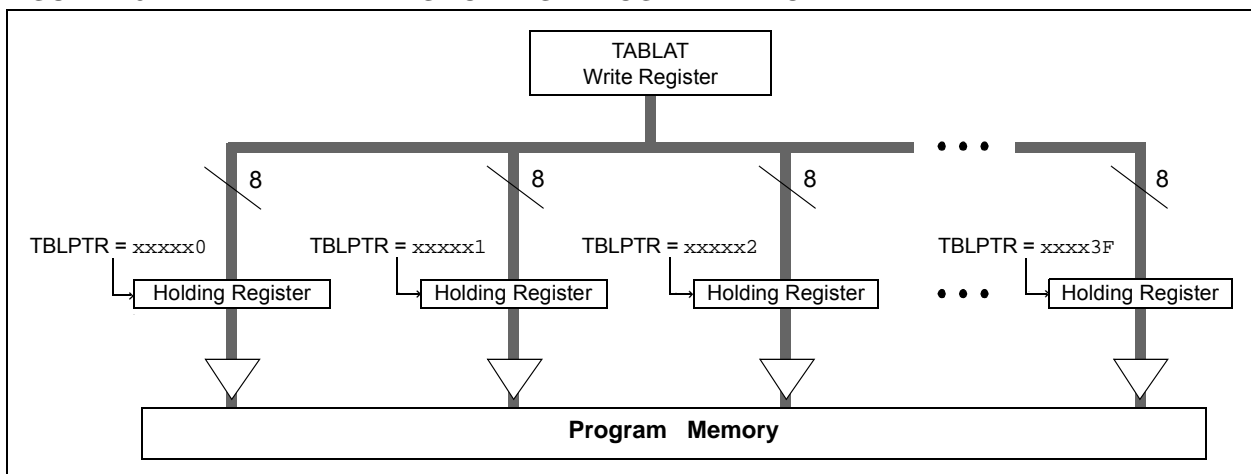 TABLAT
Write Register
8 8 8 8
TBLPTR = xxxxx0 TBLPTR = xxxxx1 TBLPTR = xxxxx2 TBLPTR = xxxx3F
Holding Register Holding Register Holding Register Holding Register
Program Memory